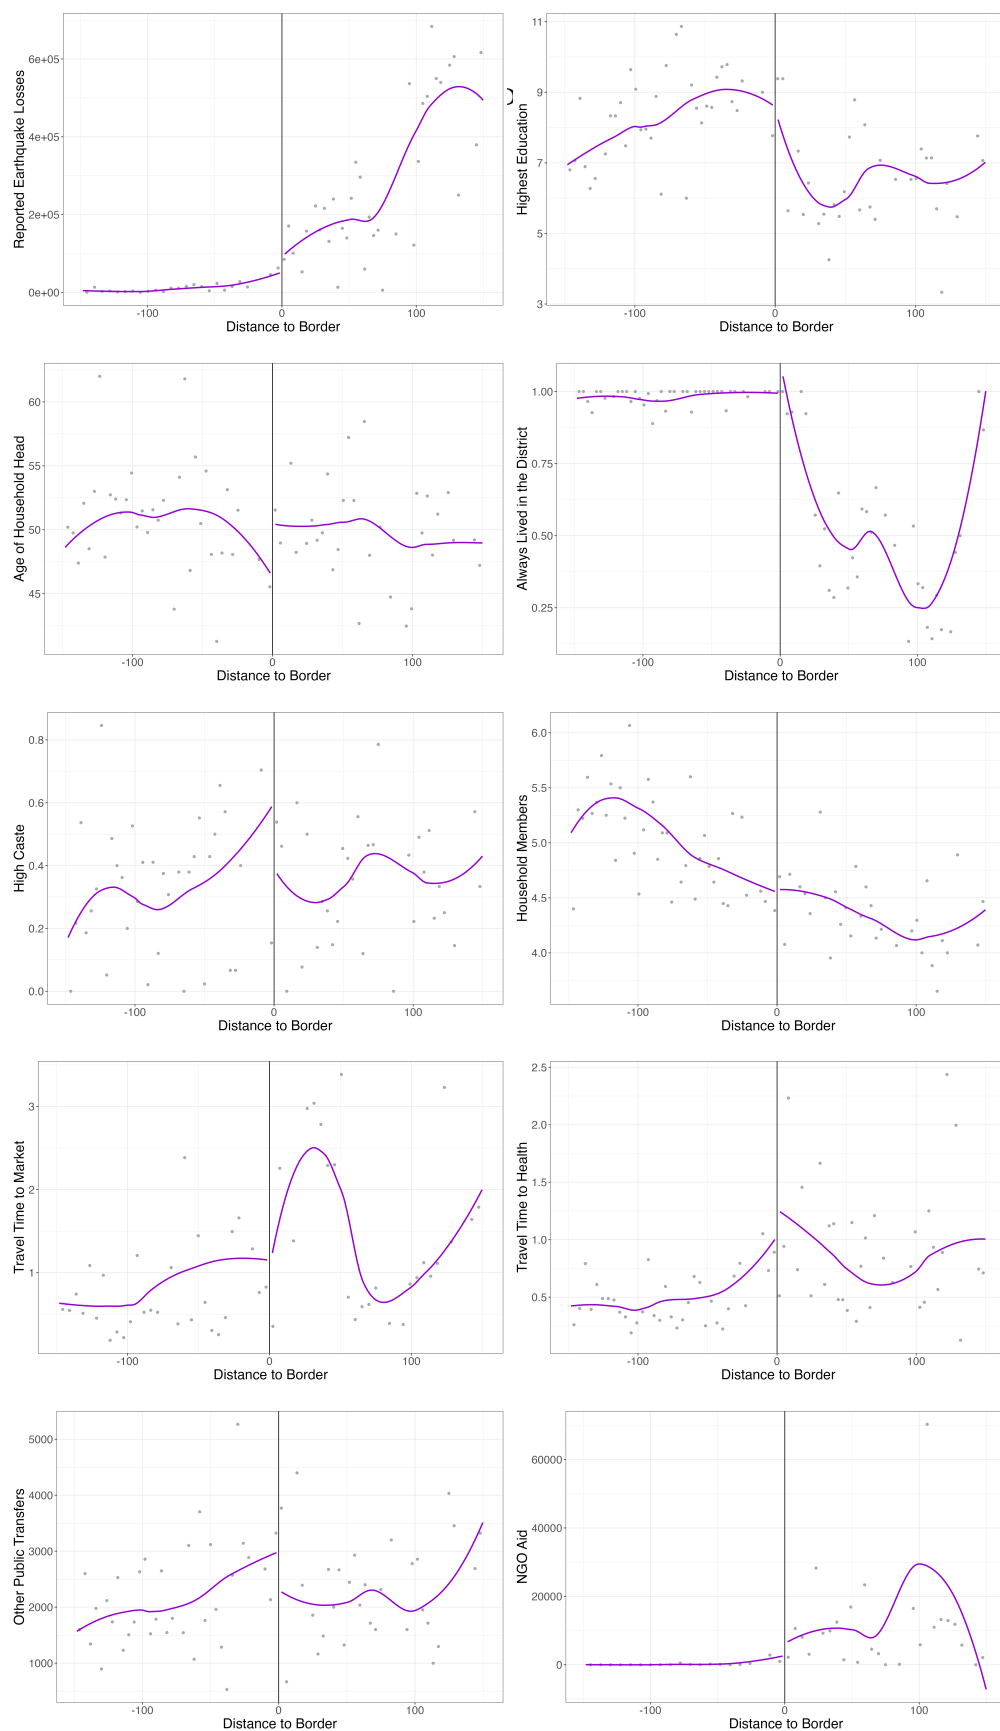 Reported Earthquake Losses
6e+05
4e+05
2e+05
0e+00
-100
0
100
Distance to Border
Highest Education
11
9
7
5
3
-100
0
100
Distance to Border
Age of Household Head
60
55
50
45
-100
0
100
Distance to Border
Always Lived in the District
1.00
0.75
0.50
0.25
-100
0
100
Distance to Border
High Caste
0.8
0.6
0.4
0.2
0.0
-100
0
100
Distance to Border
Household Members
6.0
5.5
5.0
4.5
4.0
-100
0
100
Distance to Border
Travel Time to Market
3
2
1
-100
0
100
Distance to Border
Travel Time to Health
2.5
2.0
1.5
1.0
0.5
-100
0
100
Distance to Border
Other Public Transfers
5000
4000
3000
2000
1000
-100
0
100
Distance to Border
NGO Aid
60000
40000
20000
0
-100
0
100
Distance to Border